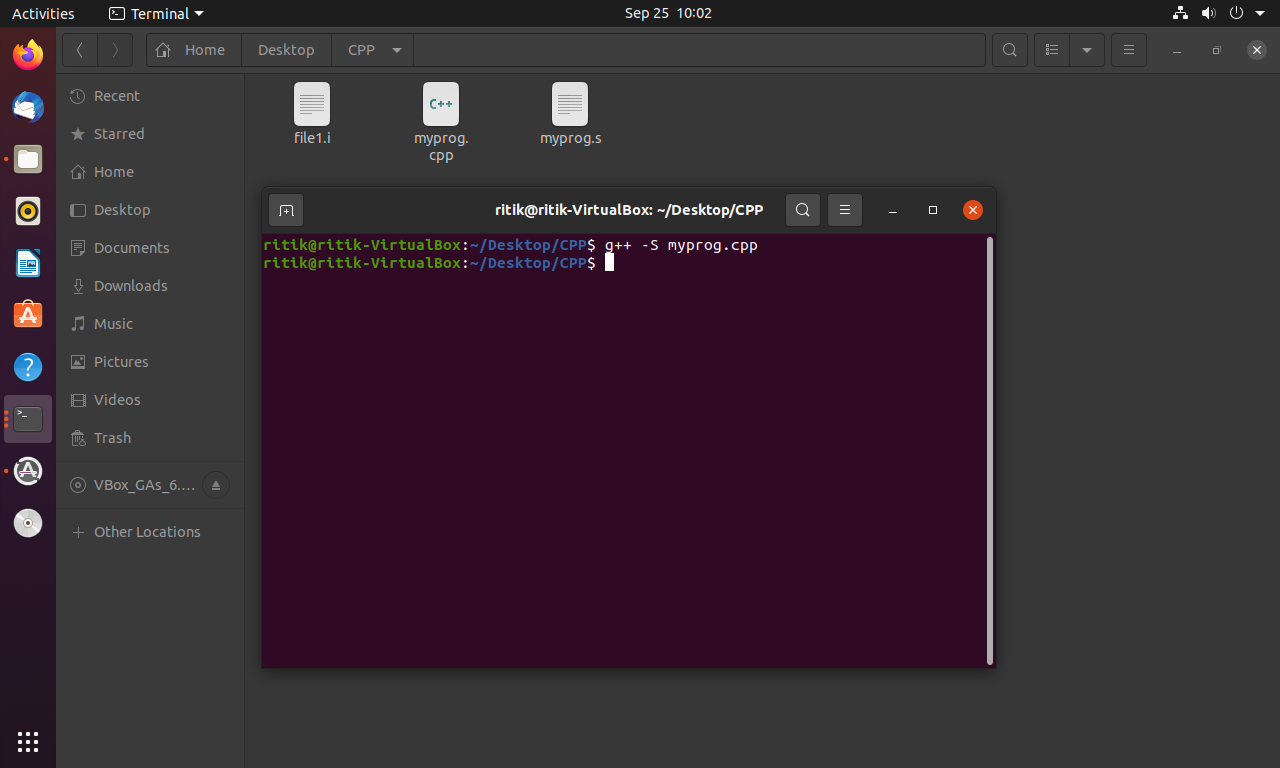 Activities
Terminal
Sep 25 10:02
Home
Desktop
CPP
Recent
Starred
Home
Desktop
Documents
Downloads
Music
Pictures
Videos
Trash
VBox_GAs_6....
Other Locations
file1.i
C++
myprog.
cpp
myprog.s
ritik@ritik-VirtualBox: ~/Desktop/CPP
ritik@ritik-VirtualBox:~/Desktop/CPP$ g++ -S myprog.cpp
ritik@ritik-VirtualBox:~/Desktop/CPP$